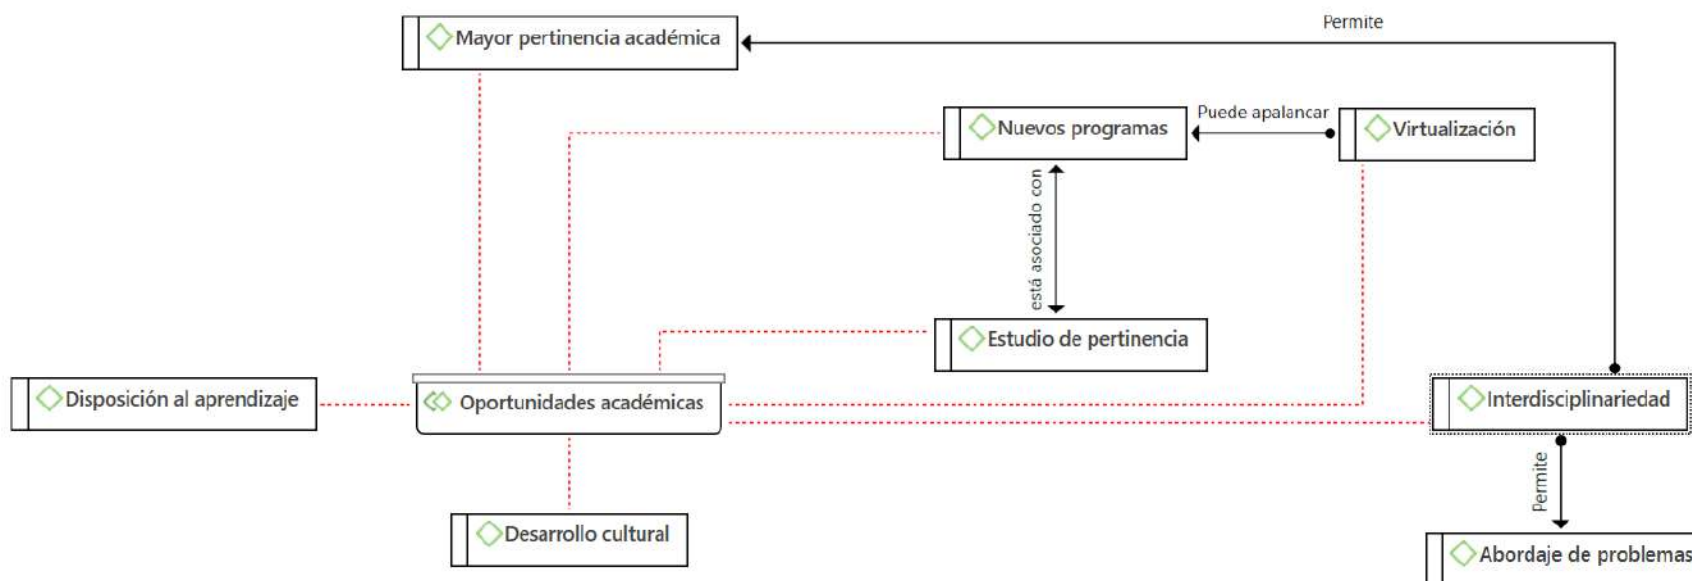 Permite
Mayor pertinencia académica
Nuevos programas
Puede apalancar
Virtualización
está asociado con
Estudio de pertinencia
Disposición al aprendizaje
Oportunidades académicas
Interdisciplinariedad
Permite
Desarrollo cultural
Abordaje de problemas